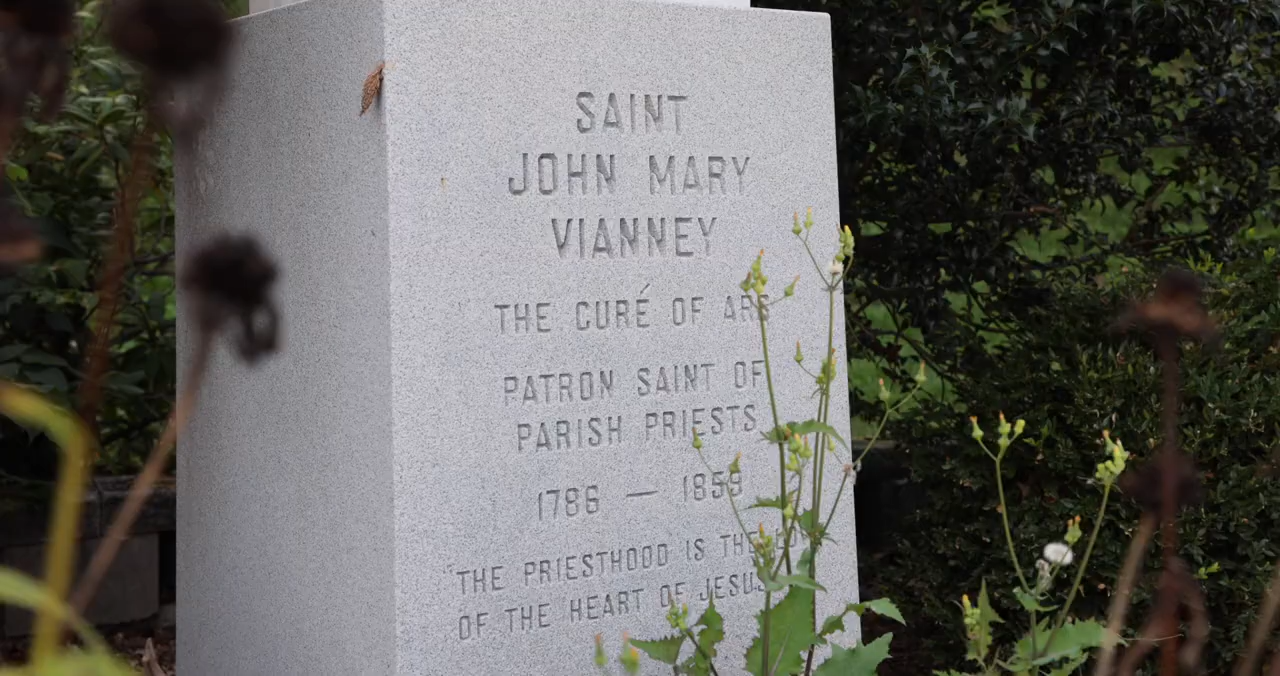 SAINT
JOHN MARY
VIANNEY
THE CURÉ OF ARS
PATRON SAINT OF
PARISH PRIESTS
1786 — 1859
"THE PRIESTHOOD IS THE
OF THE HEART OF JESUS